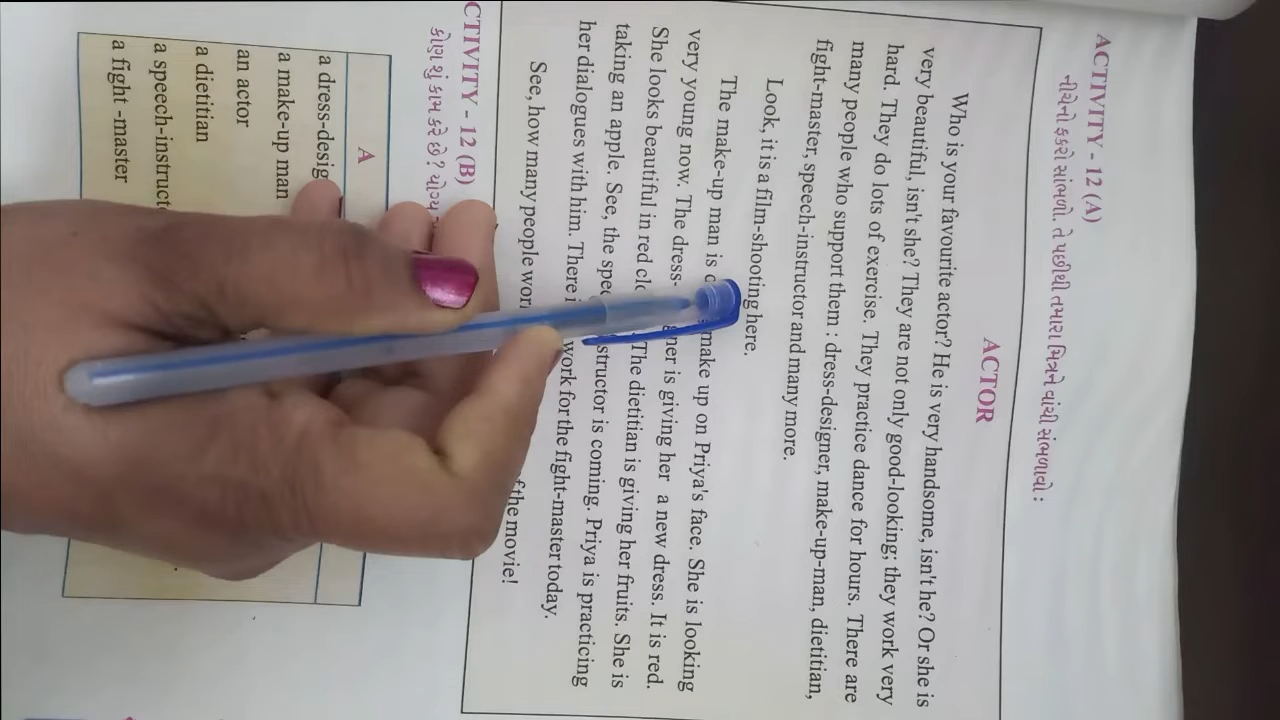 ACTIVITY - 12 (A)
નીચેનો ફકરો સાંભળો. તે પછીથી તમારા મિત્રને વાંચી સંભળાવો :
ACTOR
Who is your favourite actor? He is very handsome, isn't he? Or she is
very beautiful, isn't she? They are not only good-looking; they work very
hard. They do lots of exercise. They practice dance for hours. There are
many people who support them : dress-designer, make-up-man, dietitian,
fight-master, speech-instructor and many more.
Look, it is a film-shooting here.
The make-up man is make up on Priya's face. She is looking
very young now. The dress- is giving her a new dress. It is red.
She looks beautiful in red The dietitian is giving her fruits. She is
taking an apple. See, the is coming. Priya is practicing
her dialogues with him. There work for the fight-master today.
See, how many people the movie!
CTIVITY - 12 (B)
કોણ શું કામ કરે છે ? યોગ્ય
A
a dress-desig
a make-up man
an actor
a dietitian
a speech-instruct
a fight -master